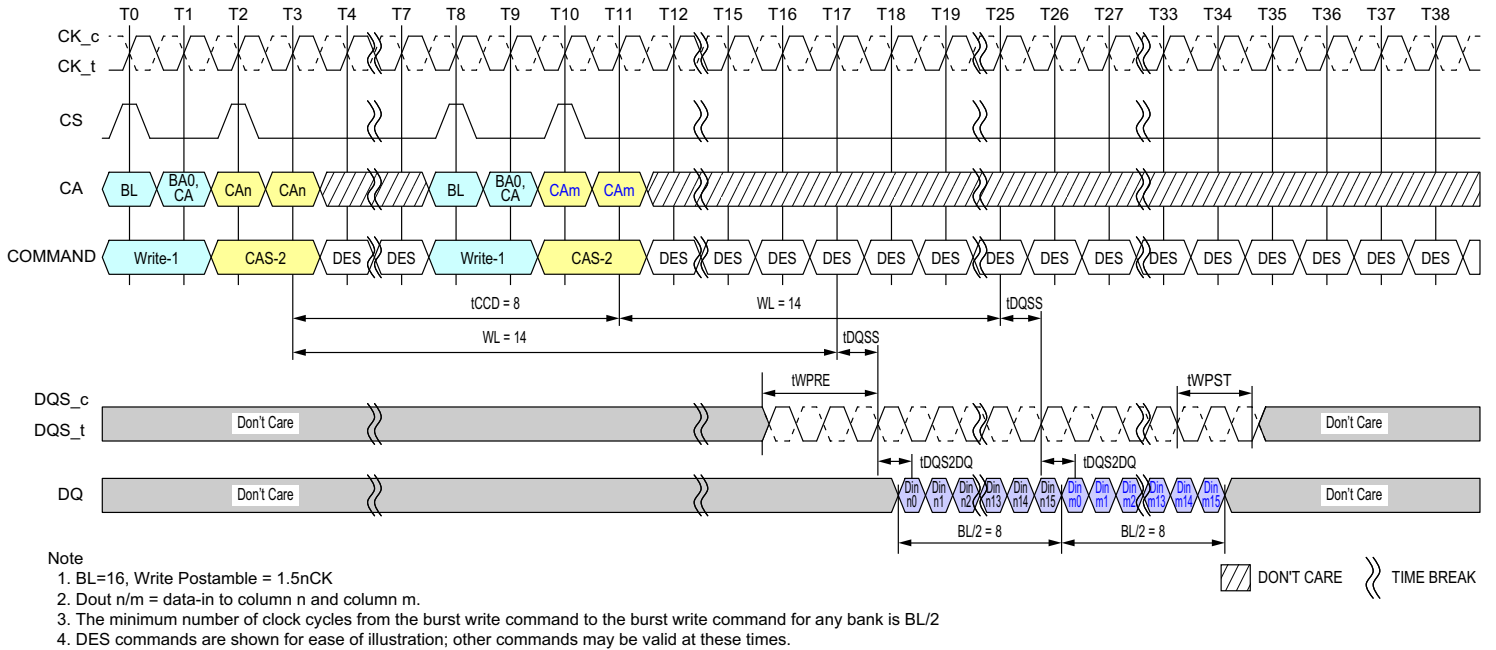 T0 T1 T2 T3 T4 T7 T8 T9 T10 T11 T12 T15 T16 T17 T18 T19 T25 T26 T27 T33 T34 T35 T36 T37 T38
CK_c
CK_t
CS
CA BL BA0, CA CAn CAn BL BA0, CA CAm CAm
COMMAND Write-1 CAS-2 DES DES Write-1 CAS-2 DES DES DES DES DES DES DES DES DES DES DES DES DES DES DES
tCCD = 8 WL = 14 tDQSS
WL = 14 tDQSS
tWPRE tWPST
DQS_c
DQS_t Don't Care Don't Care
tDQS2DQ tDQS2DQ
DQ Don't Care Din n0 Din n1 Din n2 Din n13 Din n14 Din n15 Din m0 Din m1 Din m2 Din m13 Din m14 Din m15 Don't Care
BL/2 = 8 BL/2 = 8
Note
1. BL=16, Write Postamble = 1.5nCK
2. Dout n/m = data-in to column n and column m.
3. The minimum number of clock cycles from the burst write command to the burst write command for any bank is BL/2
4. DES commands are shown for ease of illustration; other commands may be valid at these times.
DON'T CARE TIME BREAK